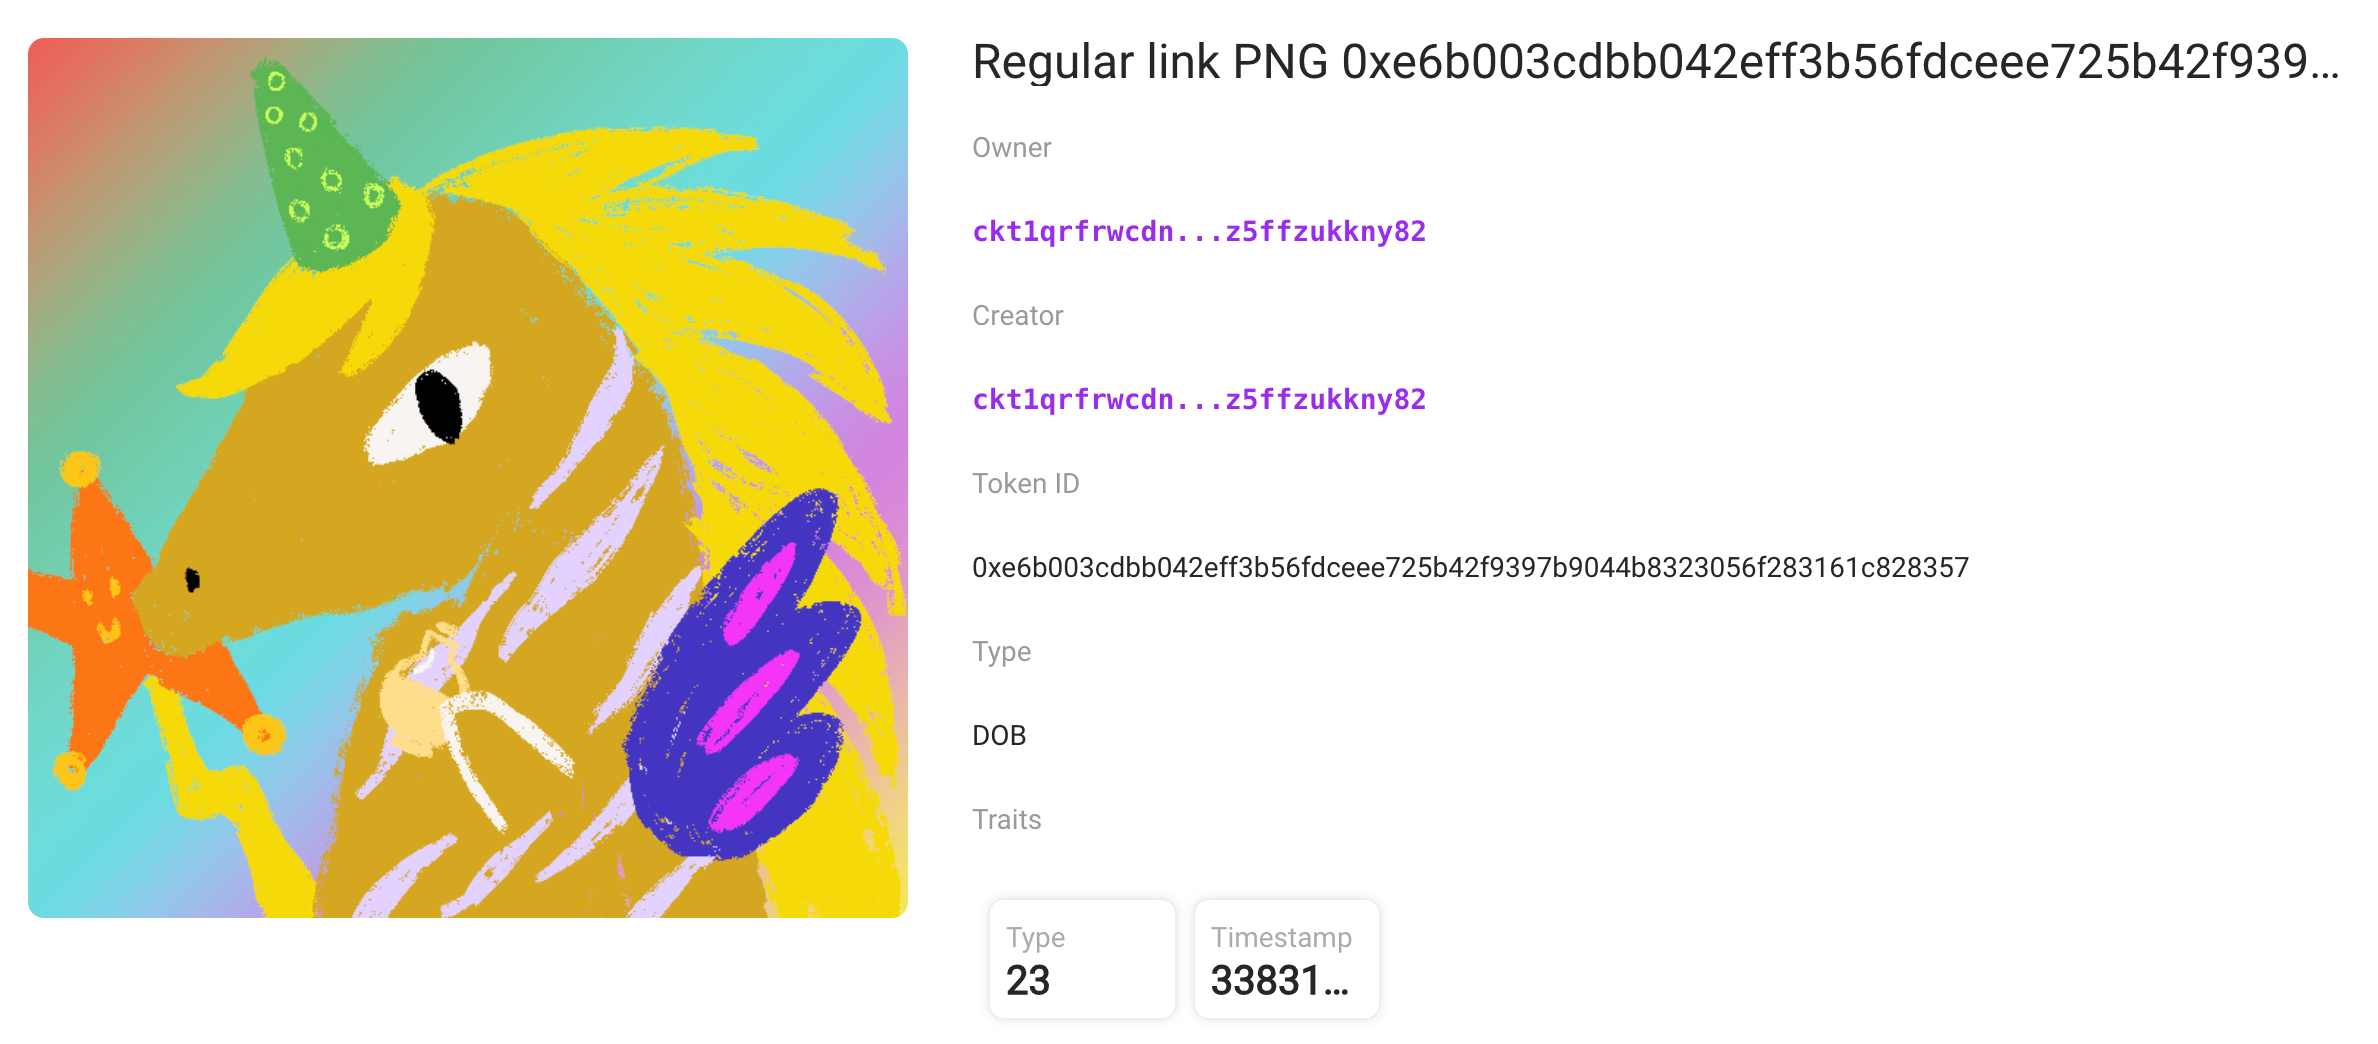 Regular link PNG 0xe6b003cdbb042eff3b56fdceee725b42f939...
Owner
ckt1qrfrwcdn...z5ffzukkny82
Creator
ckt1qrfrwcdn...z5ffzukkny82
Token ID
0xe6b003cdbb042eff3b56fdceee725b42f9397b9044b8323056f283161c828357
Type
DOB
Traits
Type
23
Timestamp
33831...